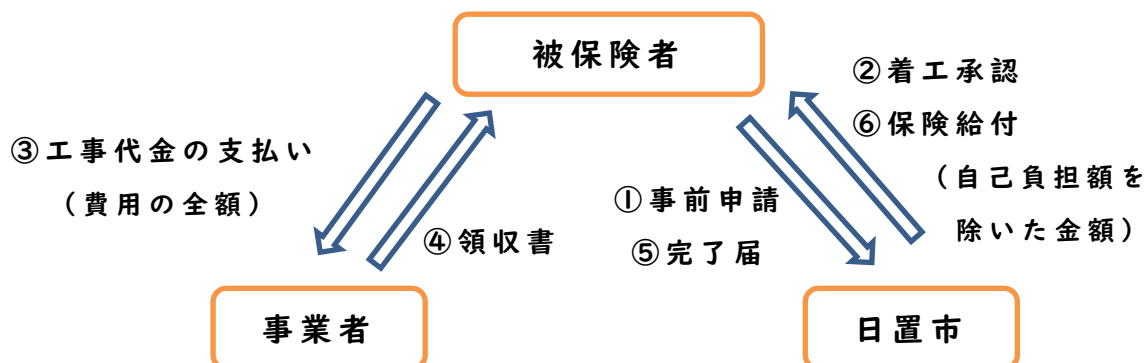 被保険者
②着工承認
⑥保険給付
(自己負担額を
除いた金額)
③工事代金の支払い
(費用の全額)
①事前申請
⑤完了届
④領収書
事業者
日置市